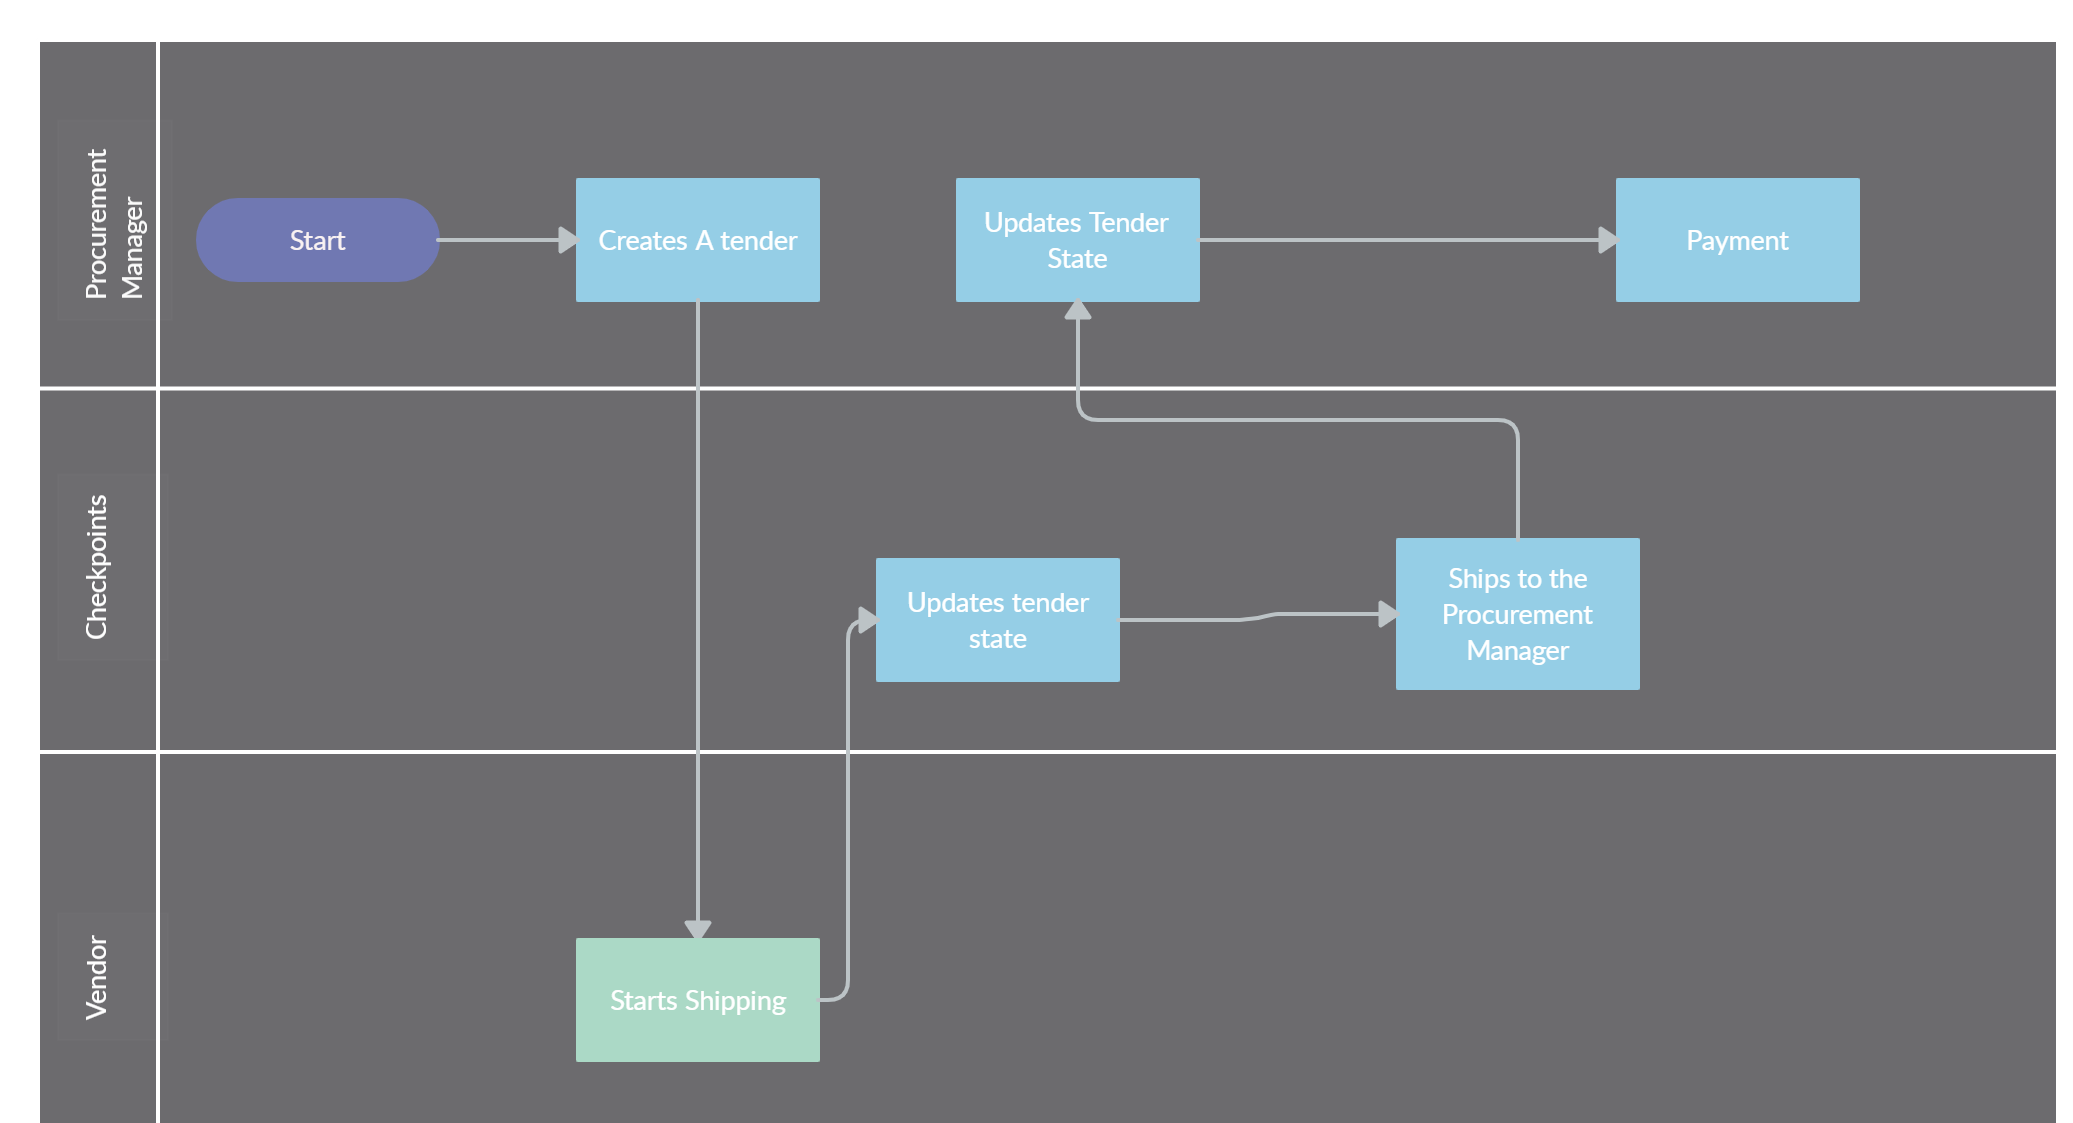 Procurement
Manager
Start
Creates A tender
Updates Tender
State
Payment
Checkpoints
Updates tender
state
Ships to the
Procurement
Manager
Vendor
Starts Shipping